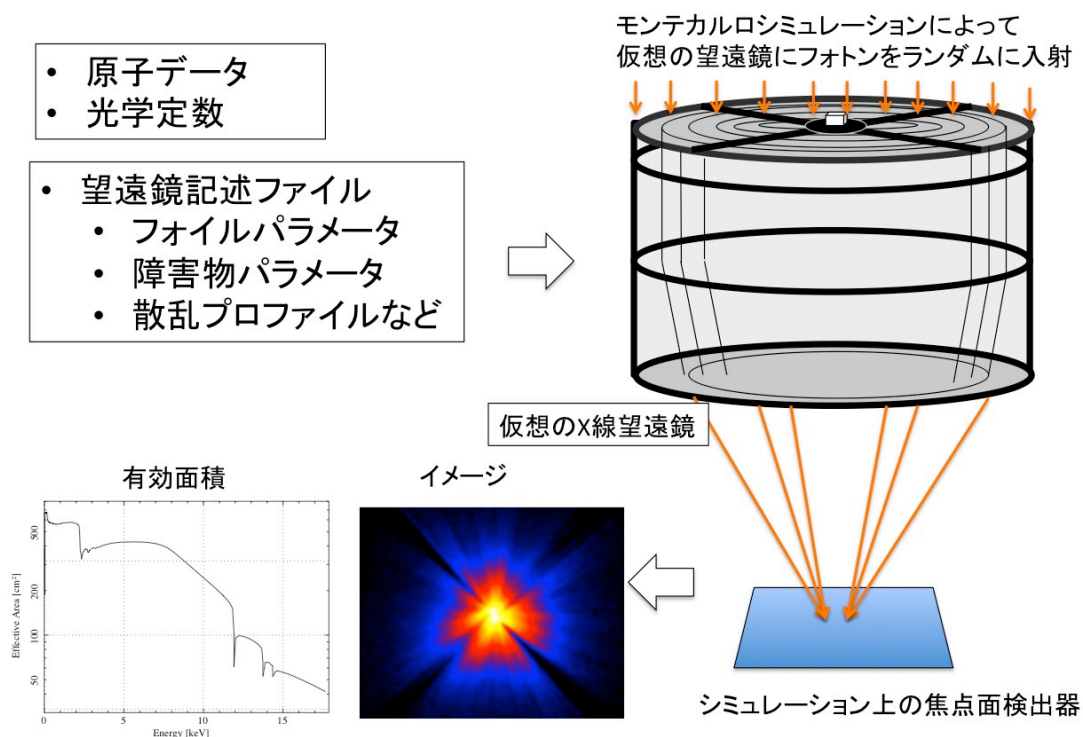 モンテカルロシミュレーションによって
仮想の望遠鏡にフォトンをランダムに入射
• 原子データ
• 光学定数
• 望遠鏡記述ファイル
• フォイルパラメータ
• 障害物パラメータ
• 散乱プロファイルなど
仮想のX線望遠鏡
有効面積
イメージ
Effective Area [cm²]
500
200
100
50
0
5
10
15
Energy [keV]
シミュレーション上の焦点面検出器